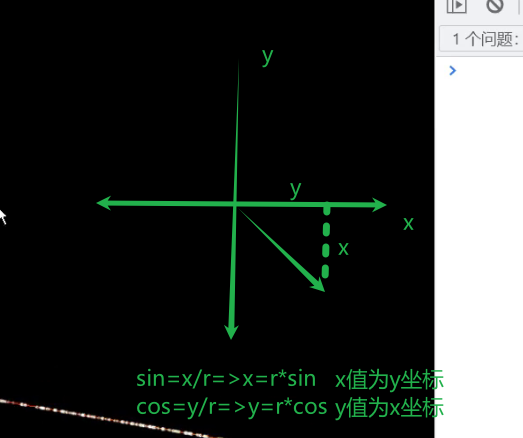 1 个问题:
y
y
x
x
sin=x/r=>x=r*sin x值为y坐标
cos=y/r=>y=r*cos y值为x坐标